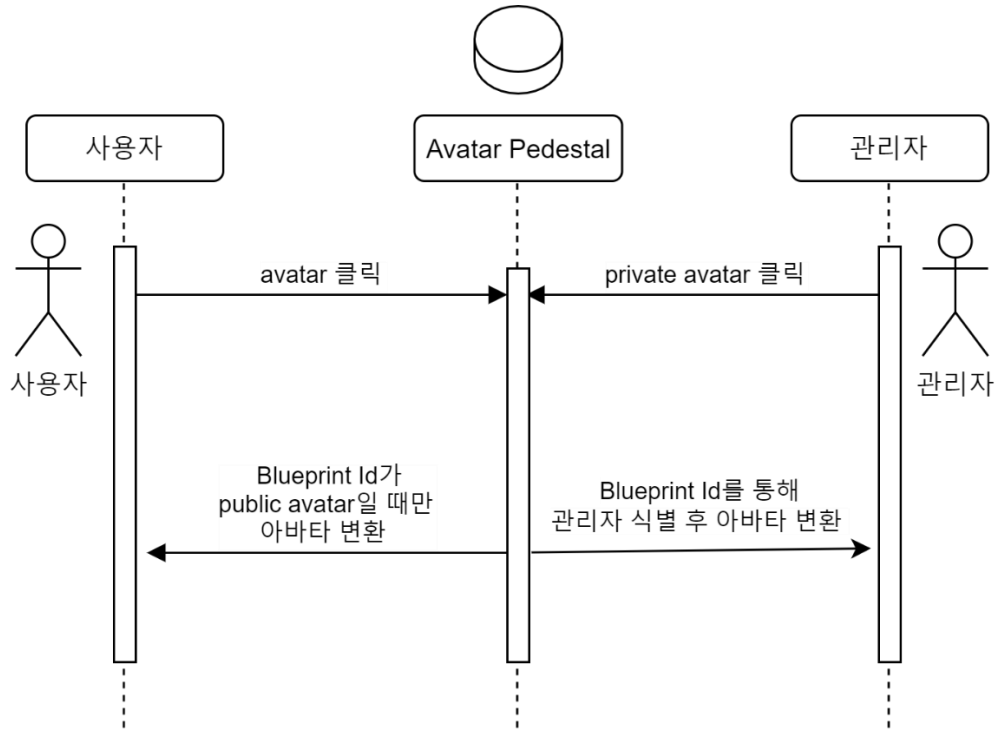 사용자
Avatar Pedestal
관리자
avatar 클릭
private avatar 클릭
사용자
관리자
Blueprint Id가
public avatar일 때만
아바타 변환
Blueprint Id를 통해
관리자 식별 후 아바타 변환